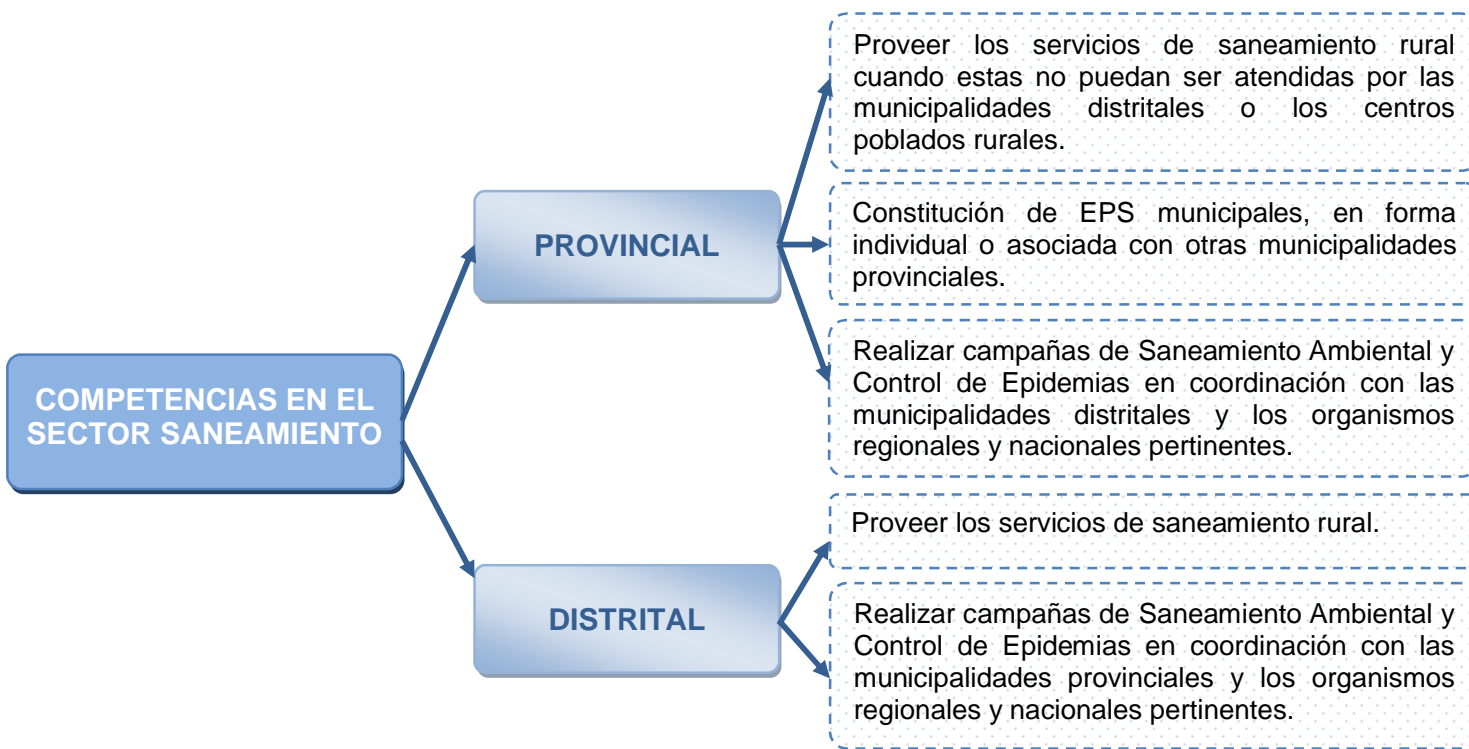 COMPETENCIAS EN EL
SECTOR SANEAMIENTO
PROVINCIAL
Proveer los servicios de saneamiento rural
cuando estas no puedan ser atendidas por las
municipalidades distritales o los centros
poblados rurales.
Constitución de EPS municipales, en forma
individual o asociada con otras municipalidades
provinciales.
Realizar campañas de Saneamiento Ambiental y
Control de Epidemias en coordinación con las
municipalidades distritales y los organismos
regionales y nacionales pertinentes.
DISTRITAL
Proveer los servicios de saneamiento rural.
Realizar campañas de Saneamiento Ambiental y
Control de Epidemias en coordinación con las
municipalidades provinciales y los organismos
regionales y nacionales pertinentes.